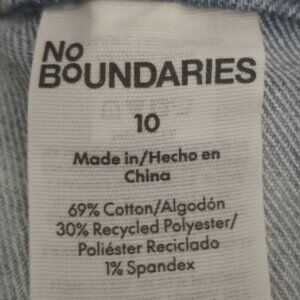 No
BOUNDARIES
10
Made in/Hecho en
China
69% Cotton/Algodón
30% Recycled Polyester/
Poliéster Reciclado
1% Spandex